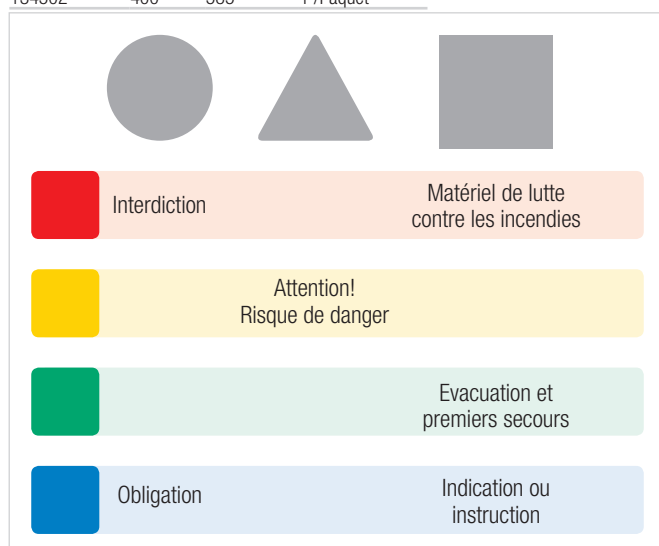 Interdiction
Matériel de lutte
contre les incendies
Attention!
Risque de danger
Evacuation et
premiers secours
Obligation
Indication ou
instruction